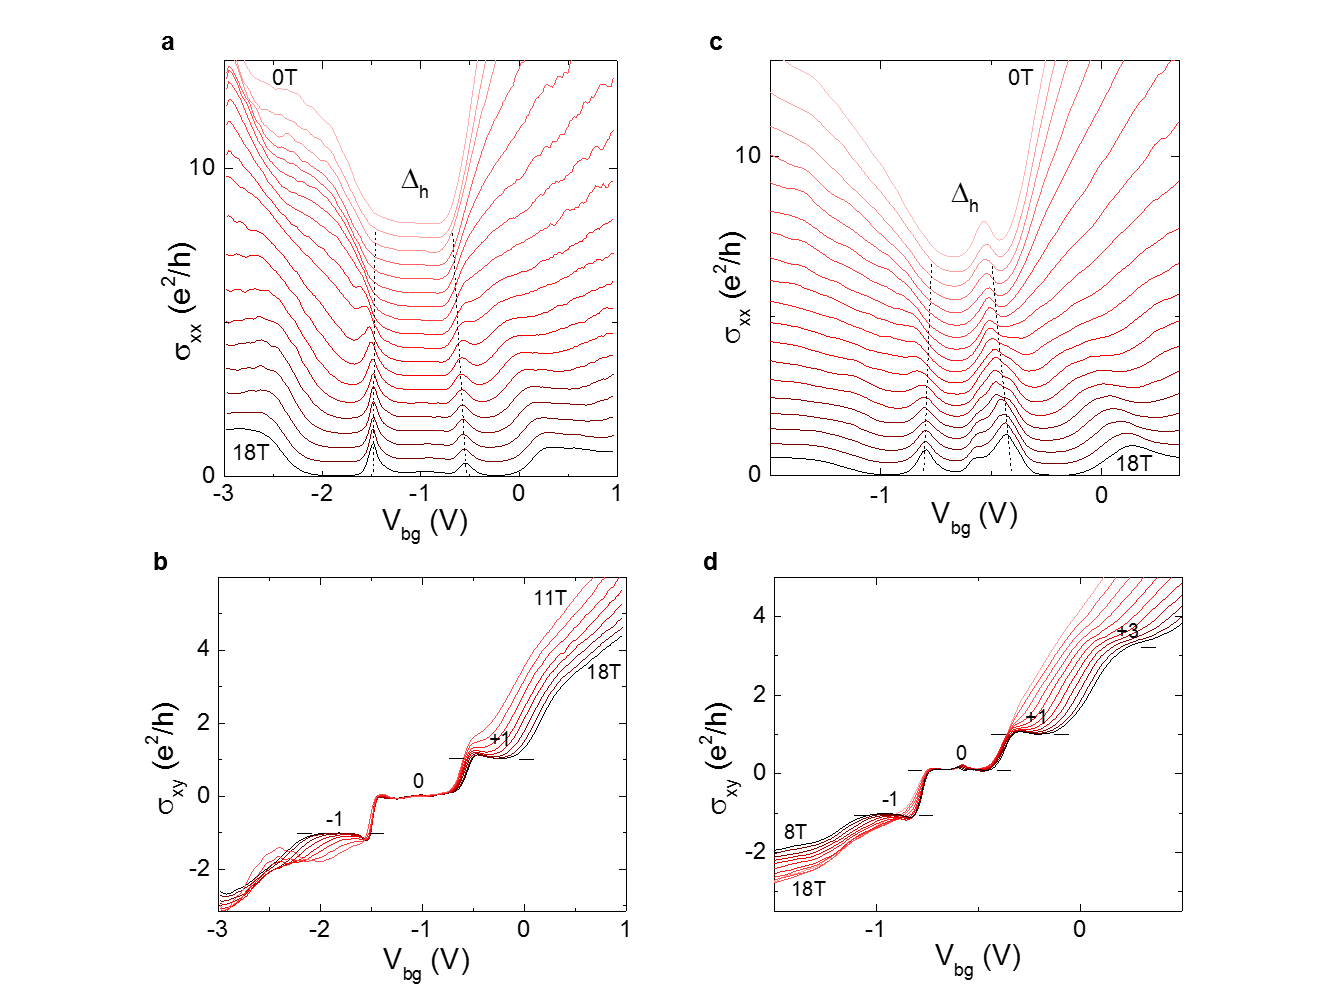 a
0T
Δh
10
σxx (e²/h)
18T
0
-3
-2
-1
0
1
Vbg (V)
c
0T
Δh
10
σxx (e²/h)
18T
0
-1
0
Vbg (V)
b
11T
4
18T
2
+1
σxy (e²/h)
0
0
-1
-2
-3
-2
-1
0
1
Vbg (V)
d
4
+3
2
+1
σxy (e²/h)
0
0
-1
8T
-2
18T
-1
0
Vbg (V)